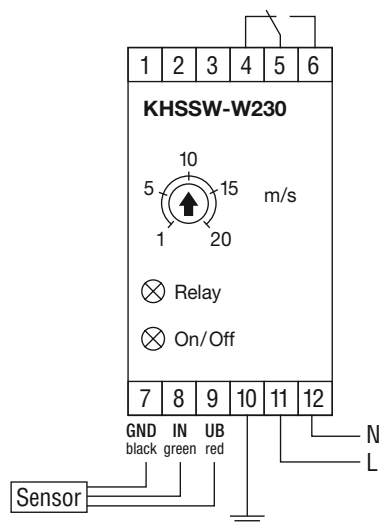 1 2 3 4 5 6
KHSSW-W230
10
5 15 m/s
1 20
Relay
On/Off
7 8 9 10 11 12
GND IN UB
black green red
N
L
Sensor